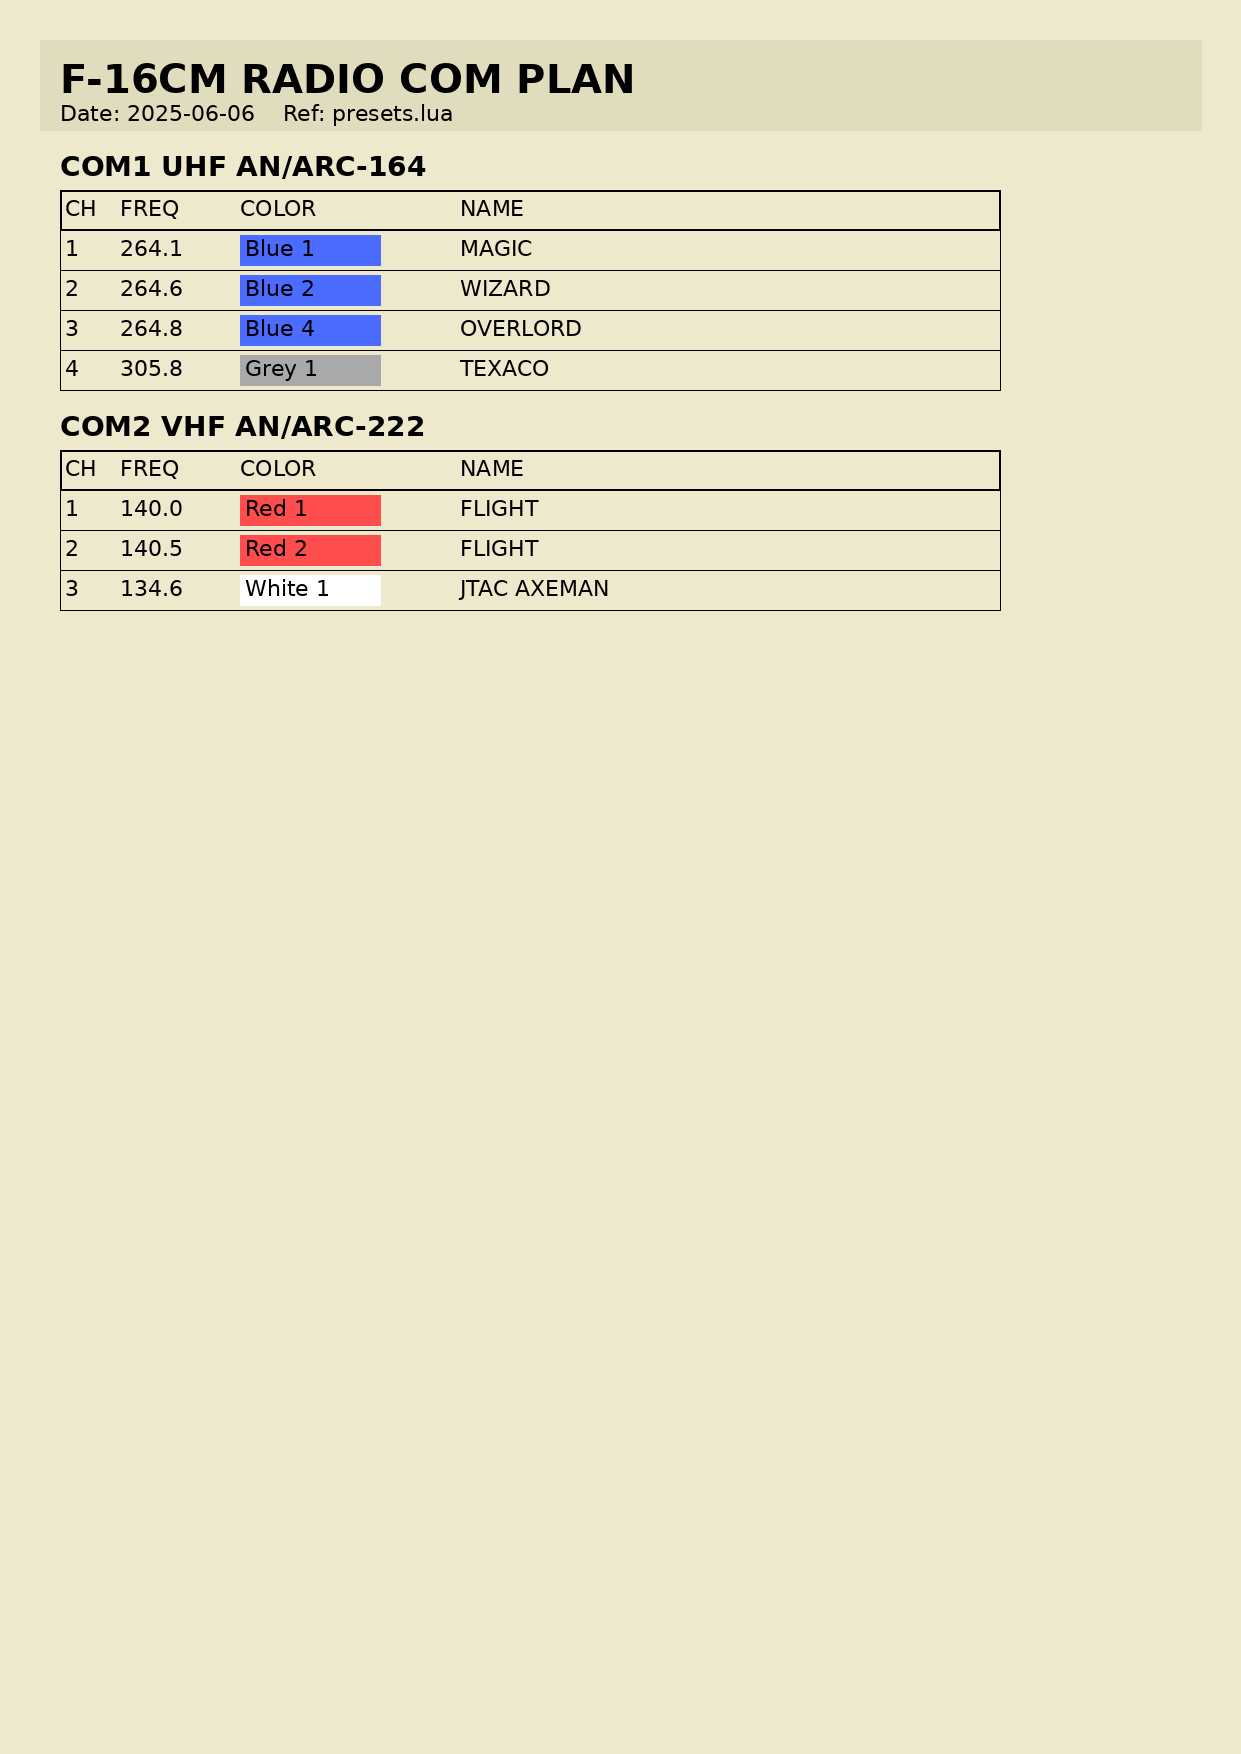 F-16CM RADIO COM PLAN
Date: 2025-06-06 Ref: presets.lua
COM1 UHF AN/ARC-164
CH FREQ COLOR NAME
1 264.1 Blue 1 MAGIC
2 264.6 Blue 2 WIZARD
3 264.8 Blue 4 OVERLORD
4 305.8 Grey 1 TEXACO
COM2 VHF AN/ARC-222
CH FREQ COLOR NAME
1 140.0 Red 1 FLIGHT
2 140.5 Red 2 FLIGHT
3 134.6 White 1 JTAC AXEMAN